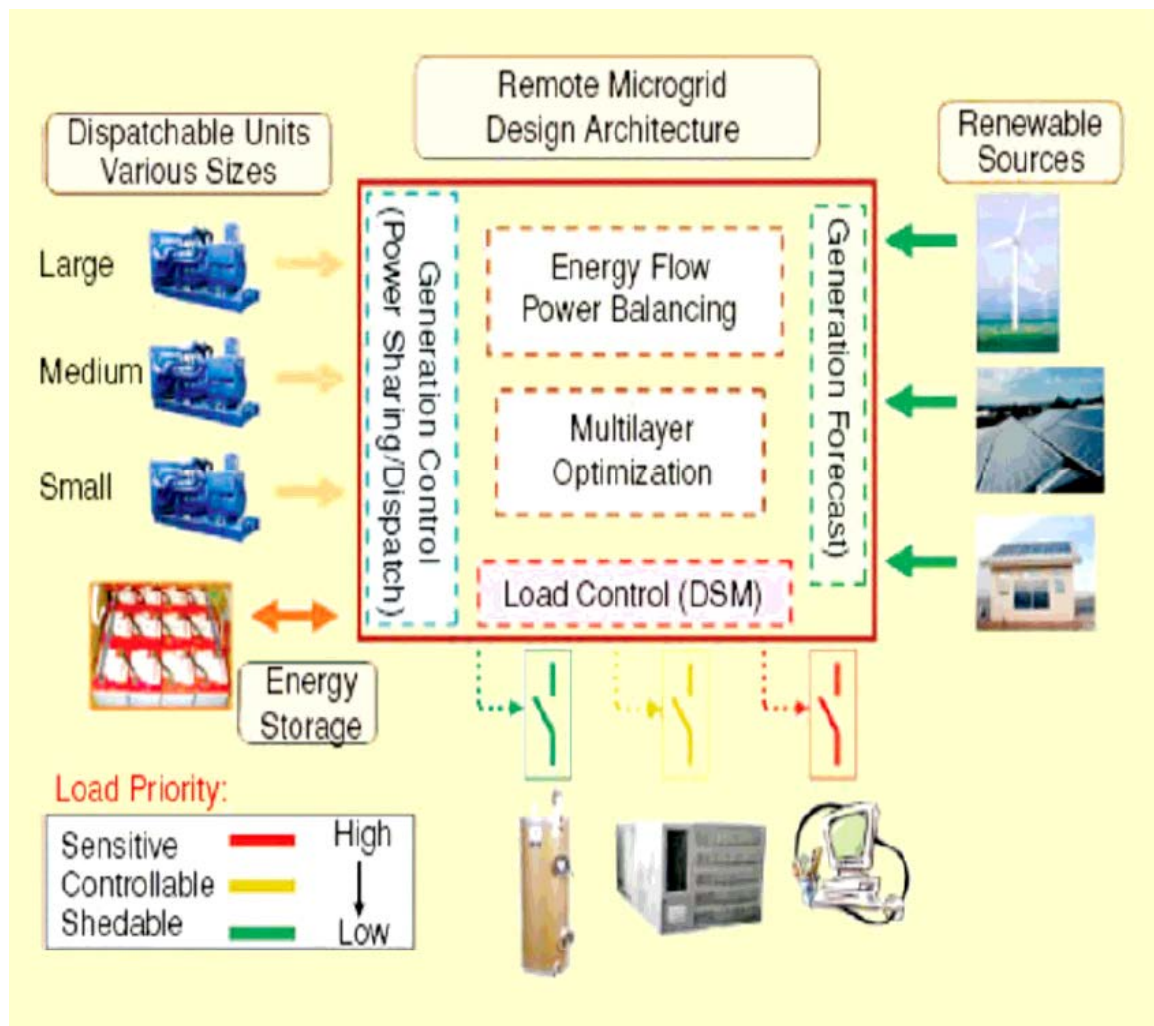 Remote Microgrid
Design Architecture
Dispatchable Units
Various Sizes
Renewable
Sources
Large
Medium
Small
Generation Control
(Power Sharing/Dispatch)
Energy Flow
Power Balancing
Multilayer
Optimization
Generation Forecast)
Load Control (DSM)
Energy
Storage
Load Priority:
Sensitive
High
Controllable
Shedable
Low